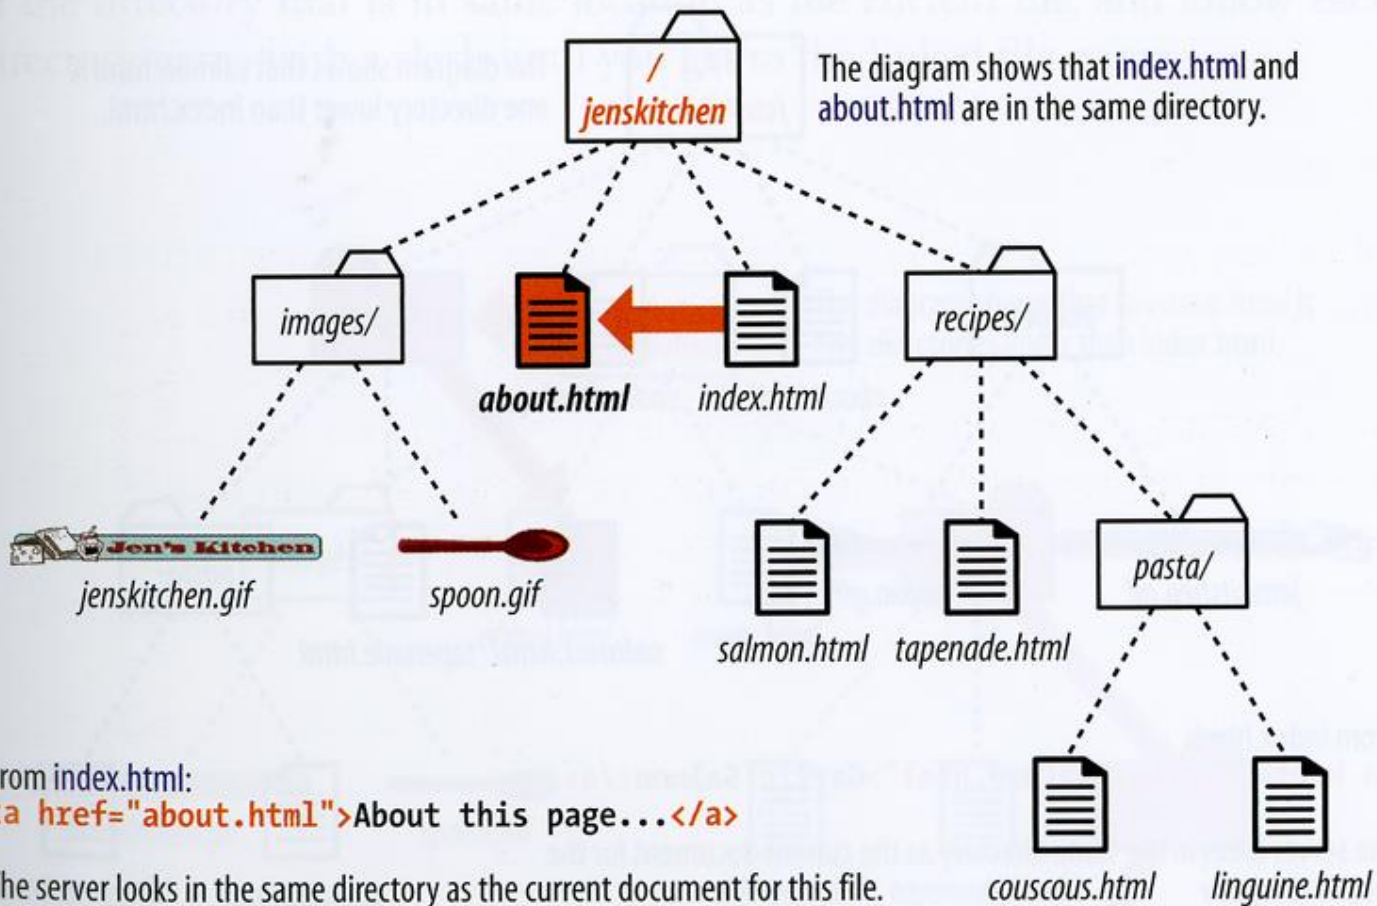 /
jenskitchen
The diagram shows that index.html and
about.html are in the same directory.
images/
recipes/
about.html
index.html
Jen's Kitchen
jenskitchen.gif
spoon.gif
pasta/
salmon.html
tapenade.html
rom index.html:
a href="about.html">About this page...</a>
he server looks in the same directory as the current document for this file.
couscous.html
linguine.html